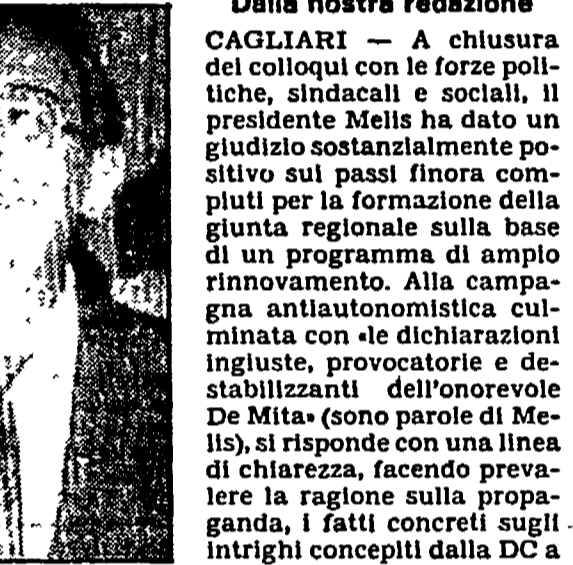 Dalla nostra redazione
CAGLIARI — A chiusura
dei colloqui con le forze poli-
tiche, sindacali e sociali, il
presidente Melis ha dato un
giudizio sostanzialmente po-
sitivo sui passi finora com-
piuti per la formazione della
giunta regionale sulla base
di un programma di ampio
rinnovamento. Alla campa-
gna antiautonomistica cul-
minata con «le dichiarazioni
ingiuste, provocatorie e de-
stabilizzanti dell'onorevole
De Mita» (sono parole di Me-
lis), si risponde con una linea
di chiarezza, facendo preva-
lere la ragione sulla propa-
ganda, i fatti concreti sugli
intrighi concepiti dalla DC a